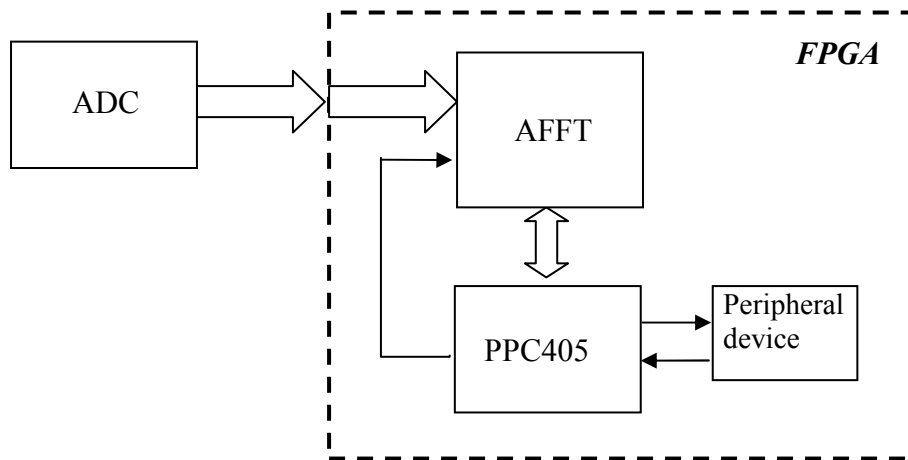 FPGA
ADC
AFFT
PPC405
Peripheral
device